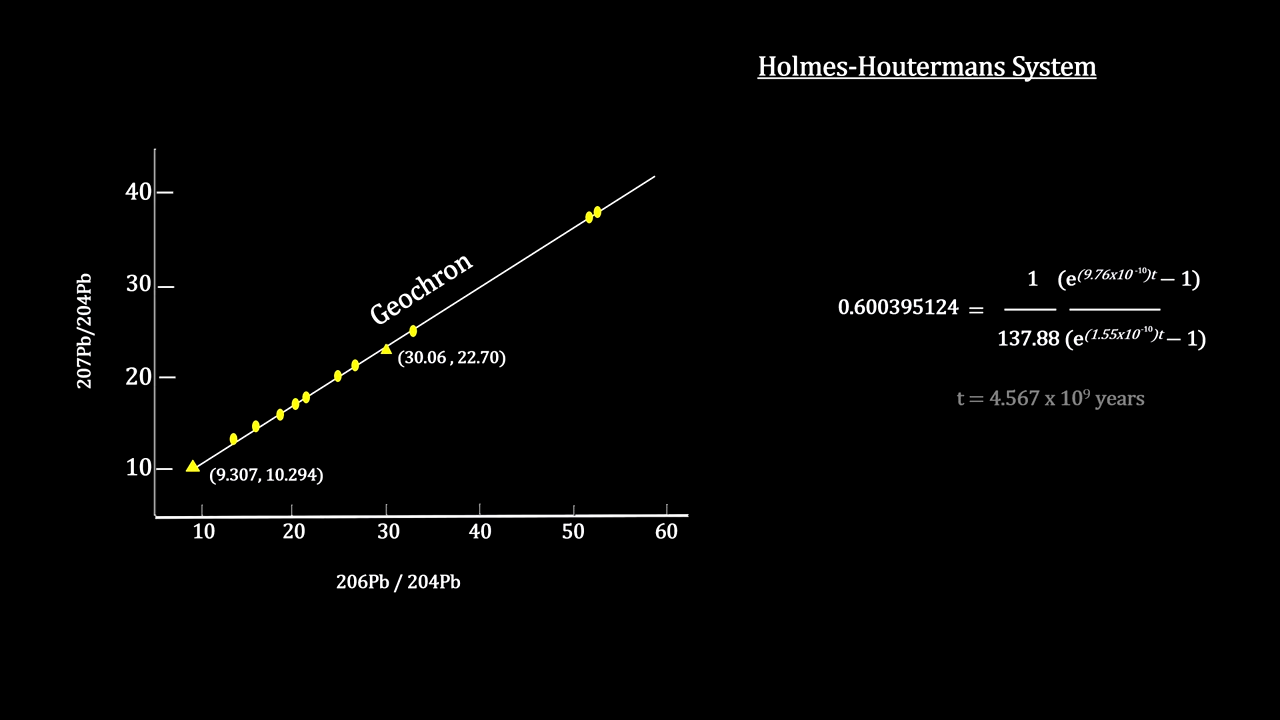 Holmes-Houtermans System
40
30
20
10
207Pb/204Pb
Geochron
(30.06 , 22.70)
(9.307, 10.294)
10 20 30 40 50 60
206Pb / 204Pb
1 (e^(9.76x10^-10)t − 1)
0.600395124 =
137.88 (e^(1.55x10^-10)t − 1)
t = 4.567 x 10⁹ years